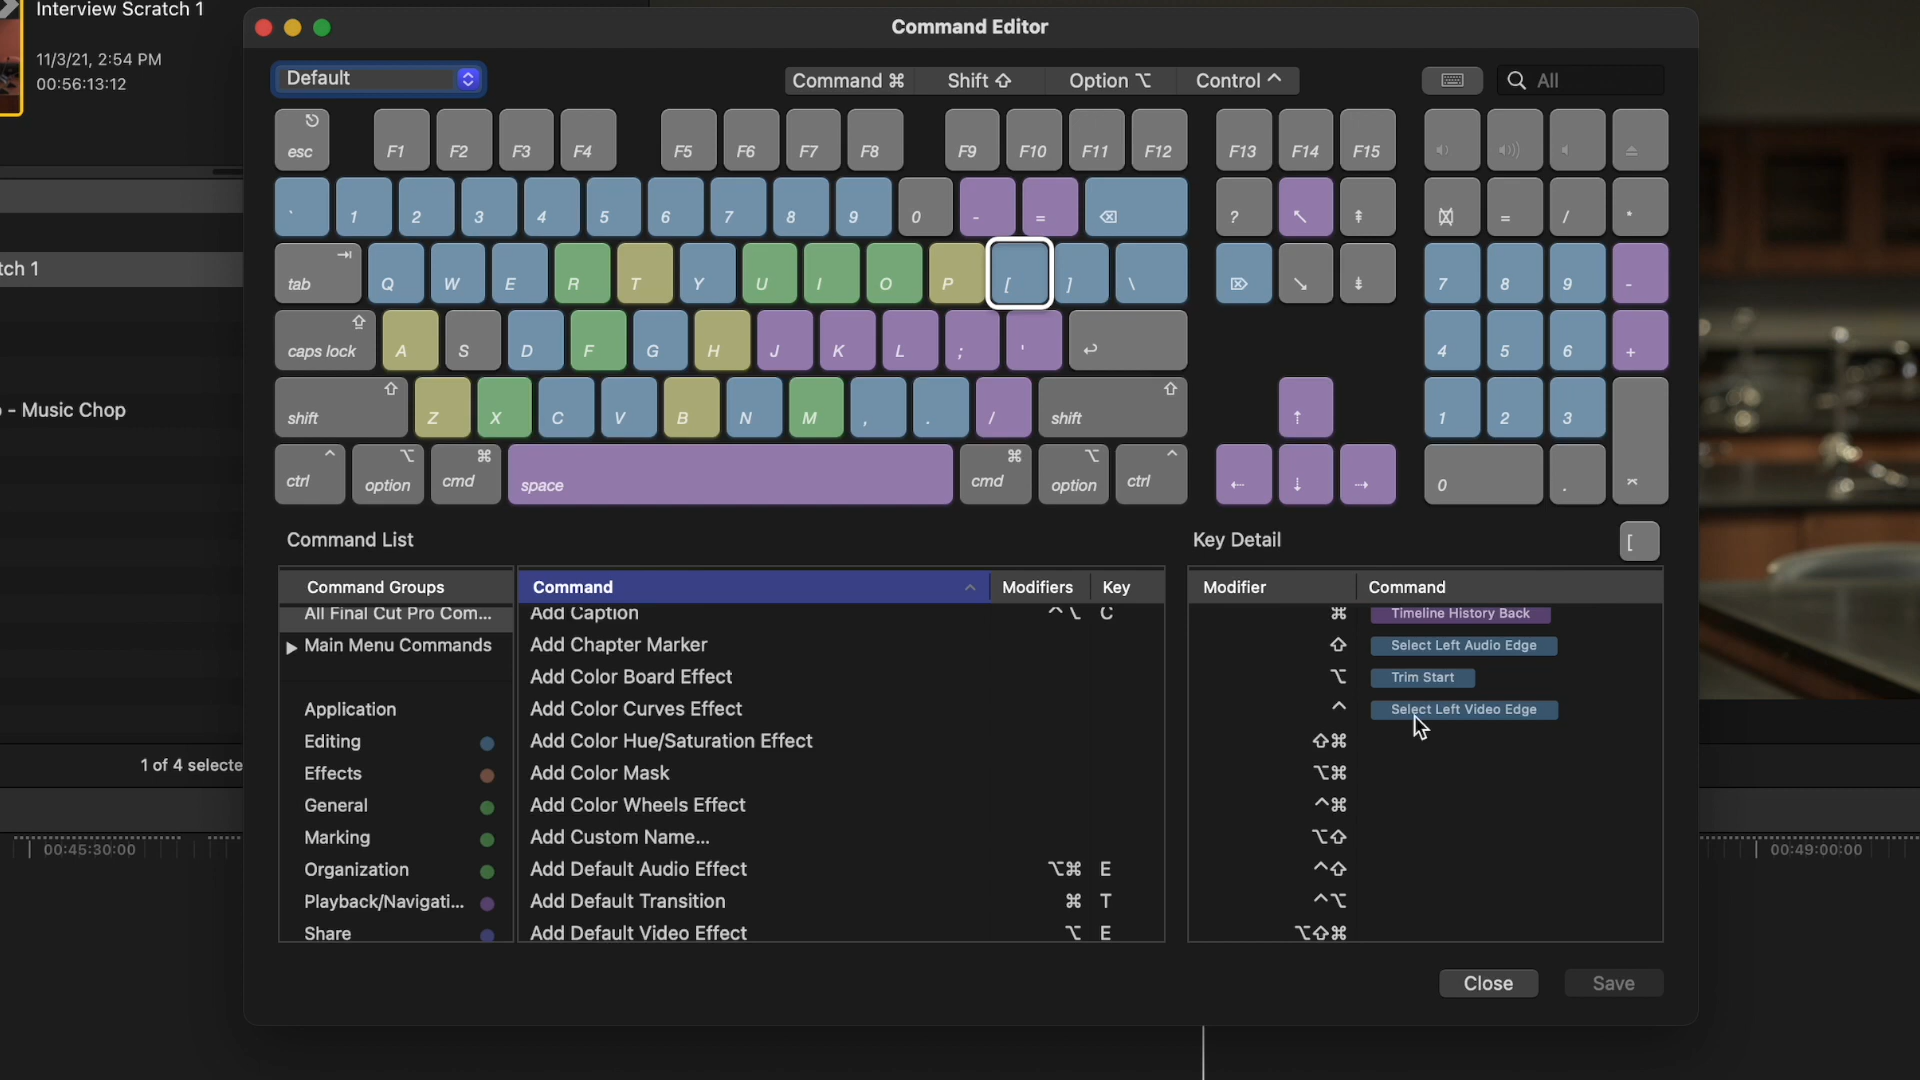 Interview Scratch 1
11/3/21, 2:54 PM
00:56:13:12
tch 1
- Music Chop
1 of 4 selecte
00:45:30:00
00:49:00:00
Command Editor
Default
Command ⌘ Shift ⇧ Option ⌥ Control ^
All
esc F1 F2 F3 F4 F5 F6 F7 F8 F9 F10 F11 F12 F13 F14 F15
` 1 2 3 4 5 6 7 8 9 0 - = ⌫ ? ↖ ⇞ = / *
tab Q W E R T Y U I O P [ ] \ ⌦ ↘ ⇟ 7 8 9 -
caps lock A S D F G H J K L ; ' ↩ 4 5 6 +
shift Z X C V B N M , . / shift ↑ 1 2 3
ctrl ^ option ⌥ cmd ⌘ space cmd ⌘ option ⌥ ctrl ^ ← ↓ → 0 . ⌅
Command List
Command Groups
All Final Cut Pro Com...
Main Menu Commands
Application
Editing
Effects
General
Marking
Organization
Playback/Navigati...
Share
Command Modifiers Key
Add Caption ^⌥ C
Add Chapter Marker
Add Color Board Effect
Add Color Curves Effect
Add Color Hue/Saturation Effect
Add Color Mask
Add Color Wheels Effect
Add Custom Name...
Add Default Audio Effect ⌥⌘ E
Add Default Transition ⌘ T
Add Default Video Effect ⌥ E
Key Detail [
Modifier Command
⌘ Timeline History Back
⇧ Select Left Audio Edge
⌥ Trim Start
^ Select Left Video Edge
⇧⌘
⌥⌘
^⌘
⌥⇧
^⇧
^⌥
⌥⇧⌘
Close Save